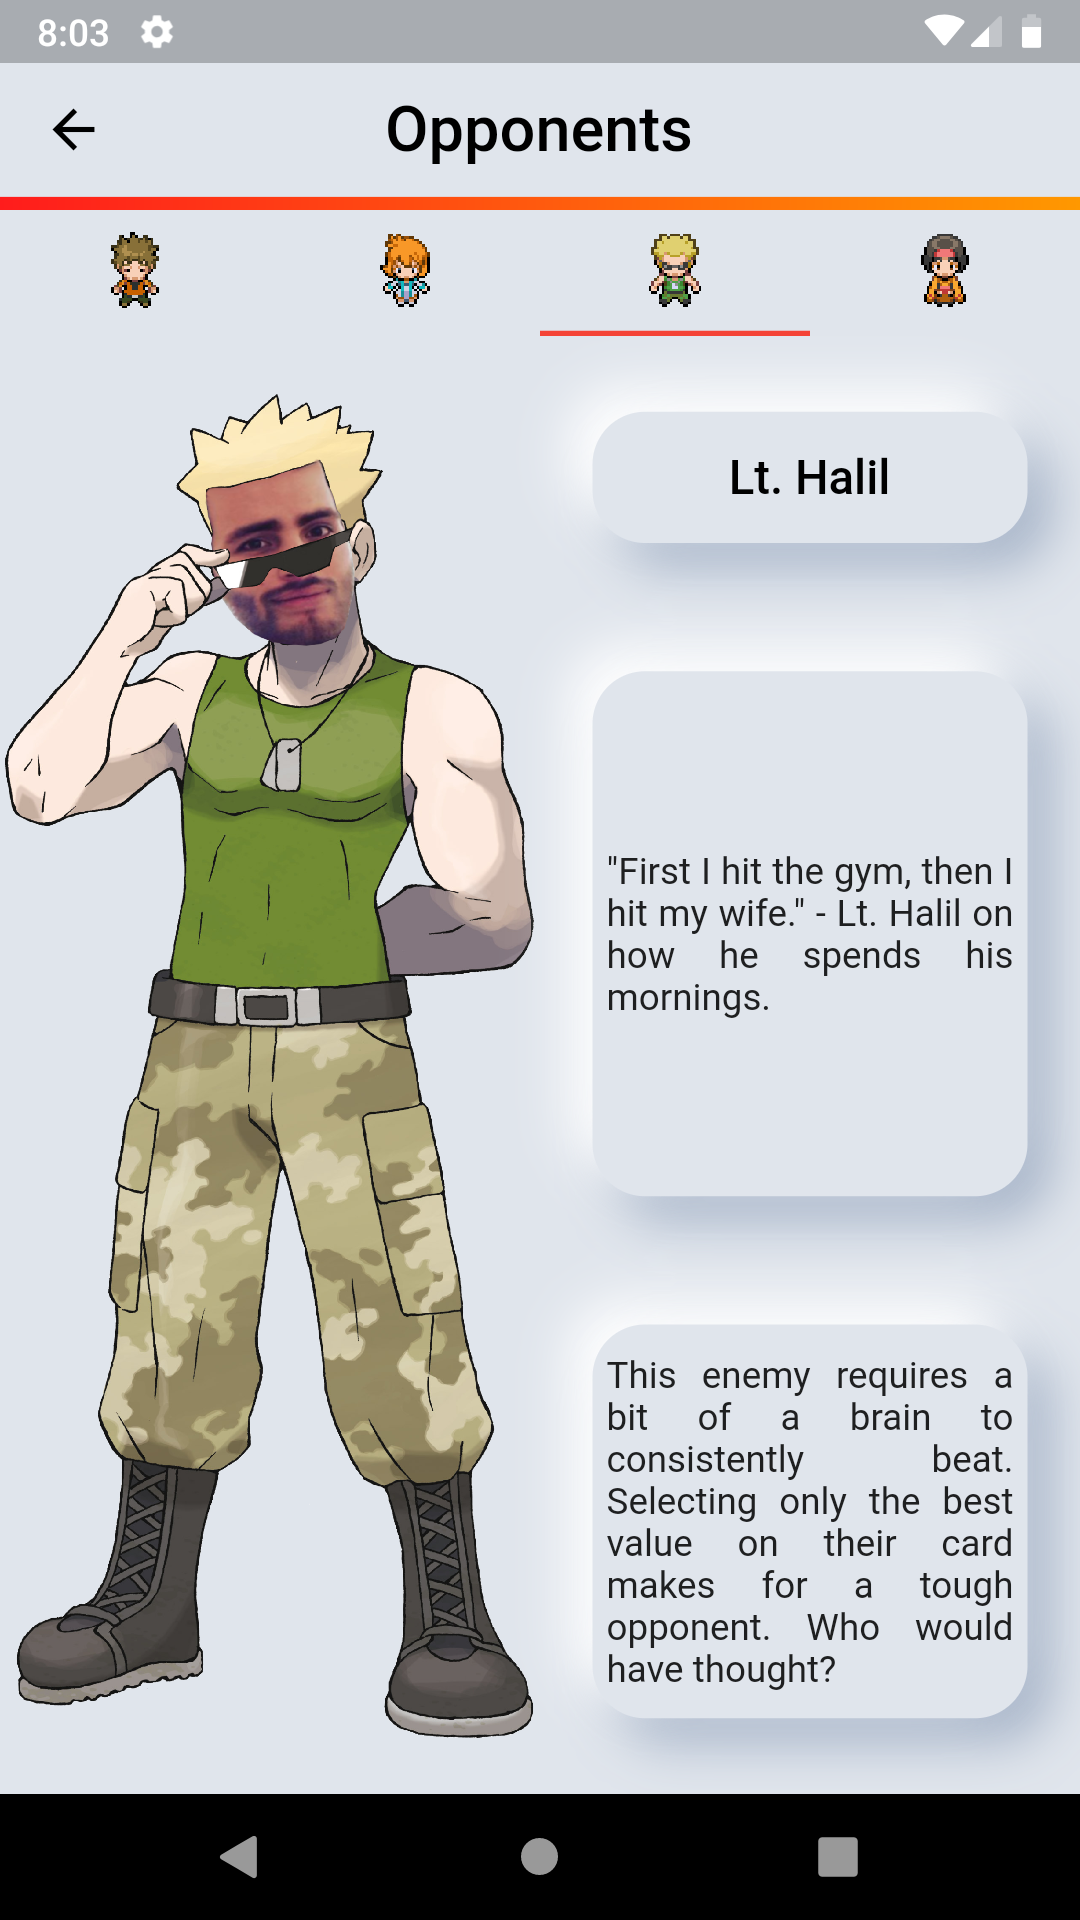 8:03
Opponents
Lt. Halil
"First I hit the gym, then I
hit my wife." - Lt. Halil on
how he spends his
mornings.
This enemy requires a
bit of a brain to
consistently beat.
Selecting only the best
value on their card
makes for a tough
opponent. Who would
have thought?